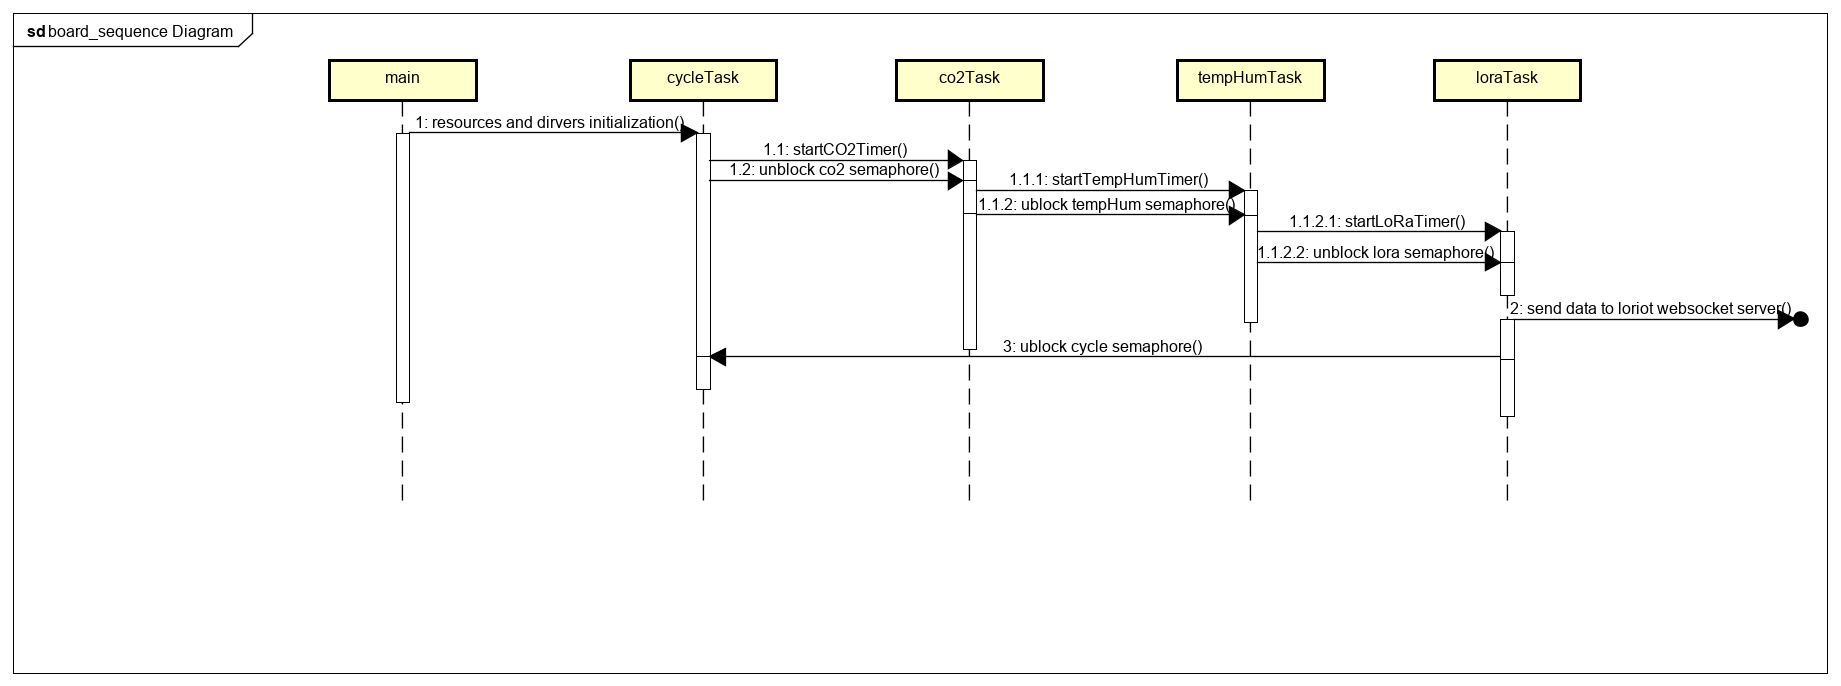 sd board_sequence Diagram
main
cycleTask
co2Task
tempHumTask
loraTask
1: resources and dirvers initialization()
1.1: startCO2Timer()
1.2: unblock co2 semaphore()
1.1.1: startTempHumTimer()
1.1.2: ublock tempHum semaphore()
1.1.2.1: startLoRaTimer()
1.1.2.2: unblock lora semaphore()
2: send data to loriot websocket server()
3: ublock cycle semaphore()